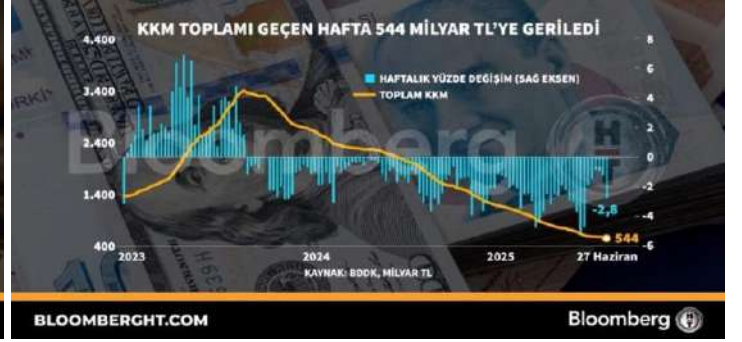 KKM TOPLAMI GEÇEN HAFTA 544 MİLYAR TL'YE GERİLEDİ
4.400
3.400
2.400
1.400
400
8
6
4
2
0
-2
-4
-6
HAFTALIK YÜZDE DEĞİŞİM (SAĞ EKSEN)
TOPLAM KKM
Bloomberg
-2,8
544
2023
2024
2025
27 Haziran
KAYNAK: BDDK, MİLYAR TL
BLOOMBERGHT.COM
Bloomberg